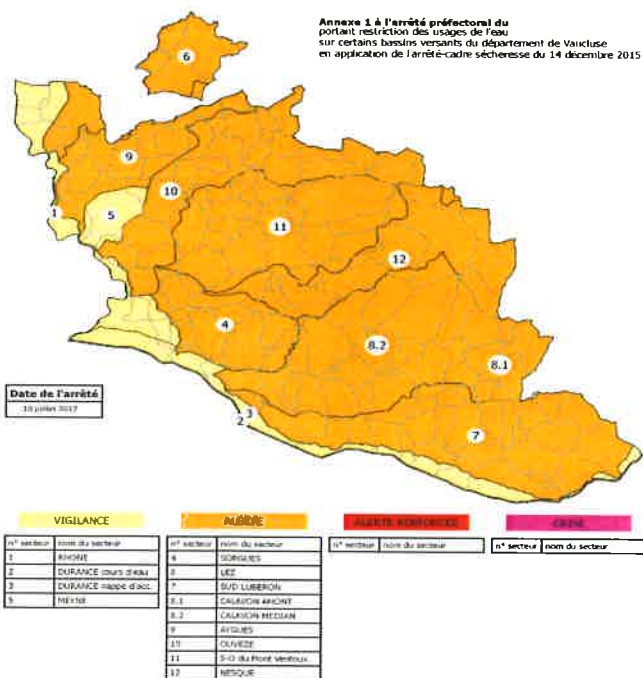 Annexe 1 à l'arrêté préfectoral du
portant restriction des usages de l'eau
sur certains bassins versants du département de Vaucluse
en application de l'arrêté-cadre sécheresse du 14 décembre 2015
6
9
10
1
5
11
12
4
8.2
8.1
Date de l'arrêté
10 juillet 2017
3
2
7
VIGILANCE
n° secteur nom du secteur
1 RHONE
2 DURANCE cours d'eau
3 DURANCE nappe d'acc.
5 MEYNE
ALERTE
n° secteur nom du secteur
4 SORGUES
6 LEZ
7 SUD LUBERON
8.1 CALAVON AMONT
8.2 CALAVON MEDIAN
9 AYGUES
10 OUVEZE
11 S-O du Mont Ventoux
12 NESQUE
ALERTE RENFORCEE
n° secteur nom du secteur
CRISE
n° secteur nom du secteur